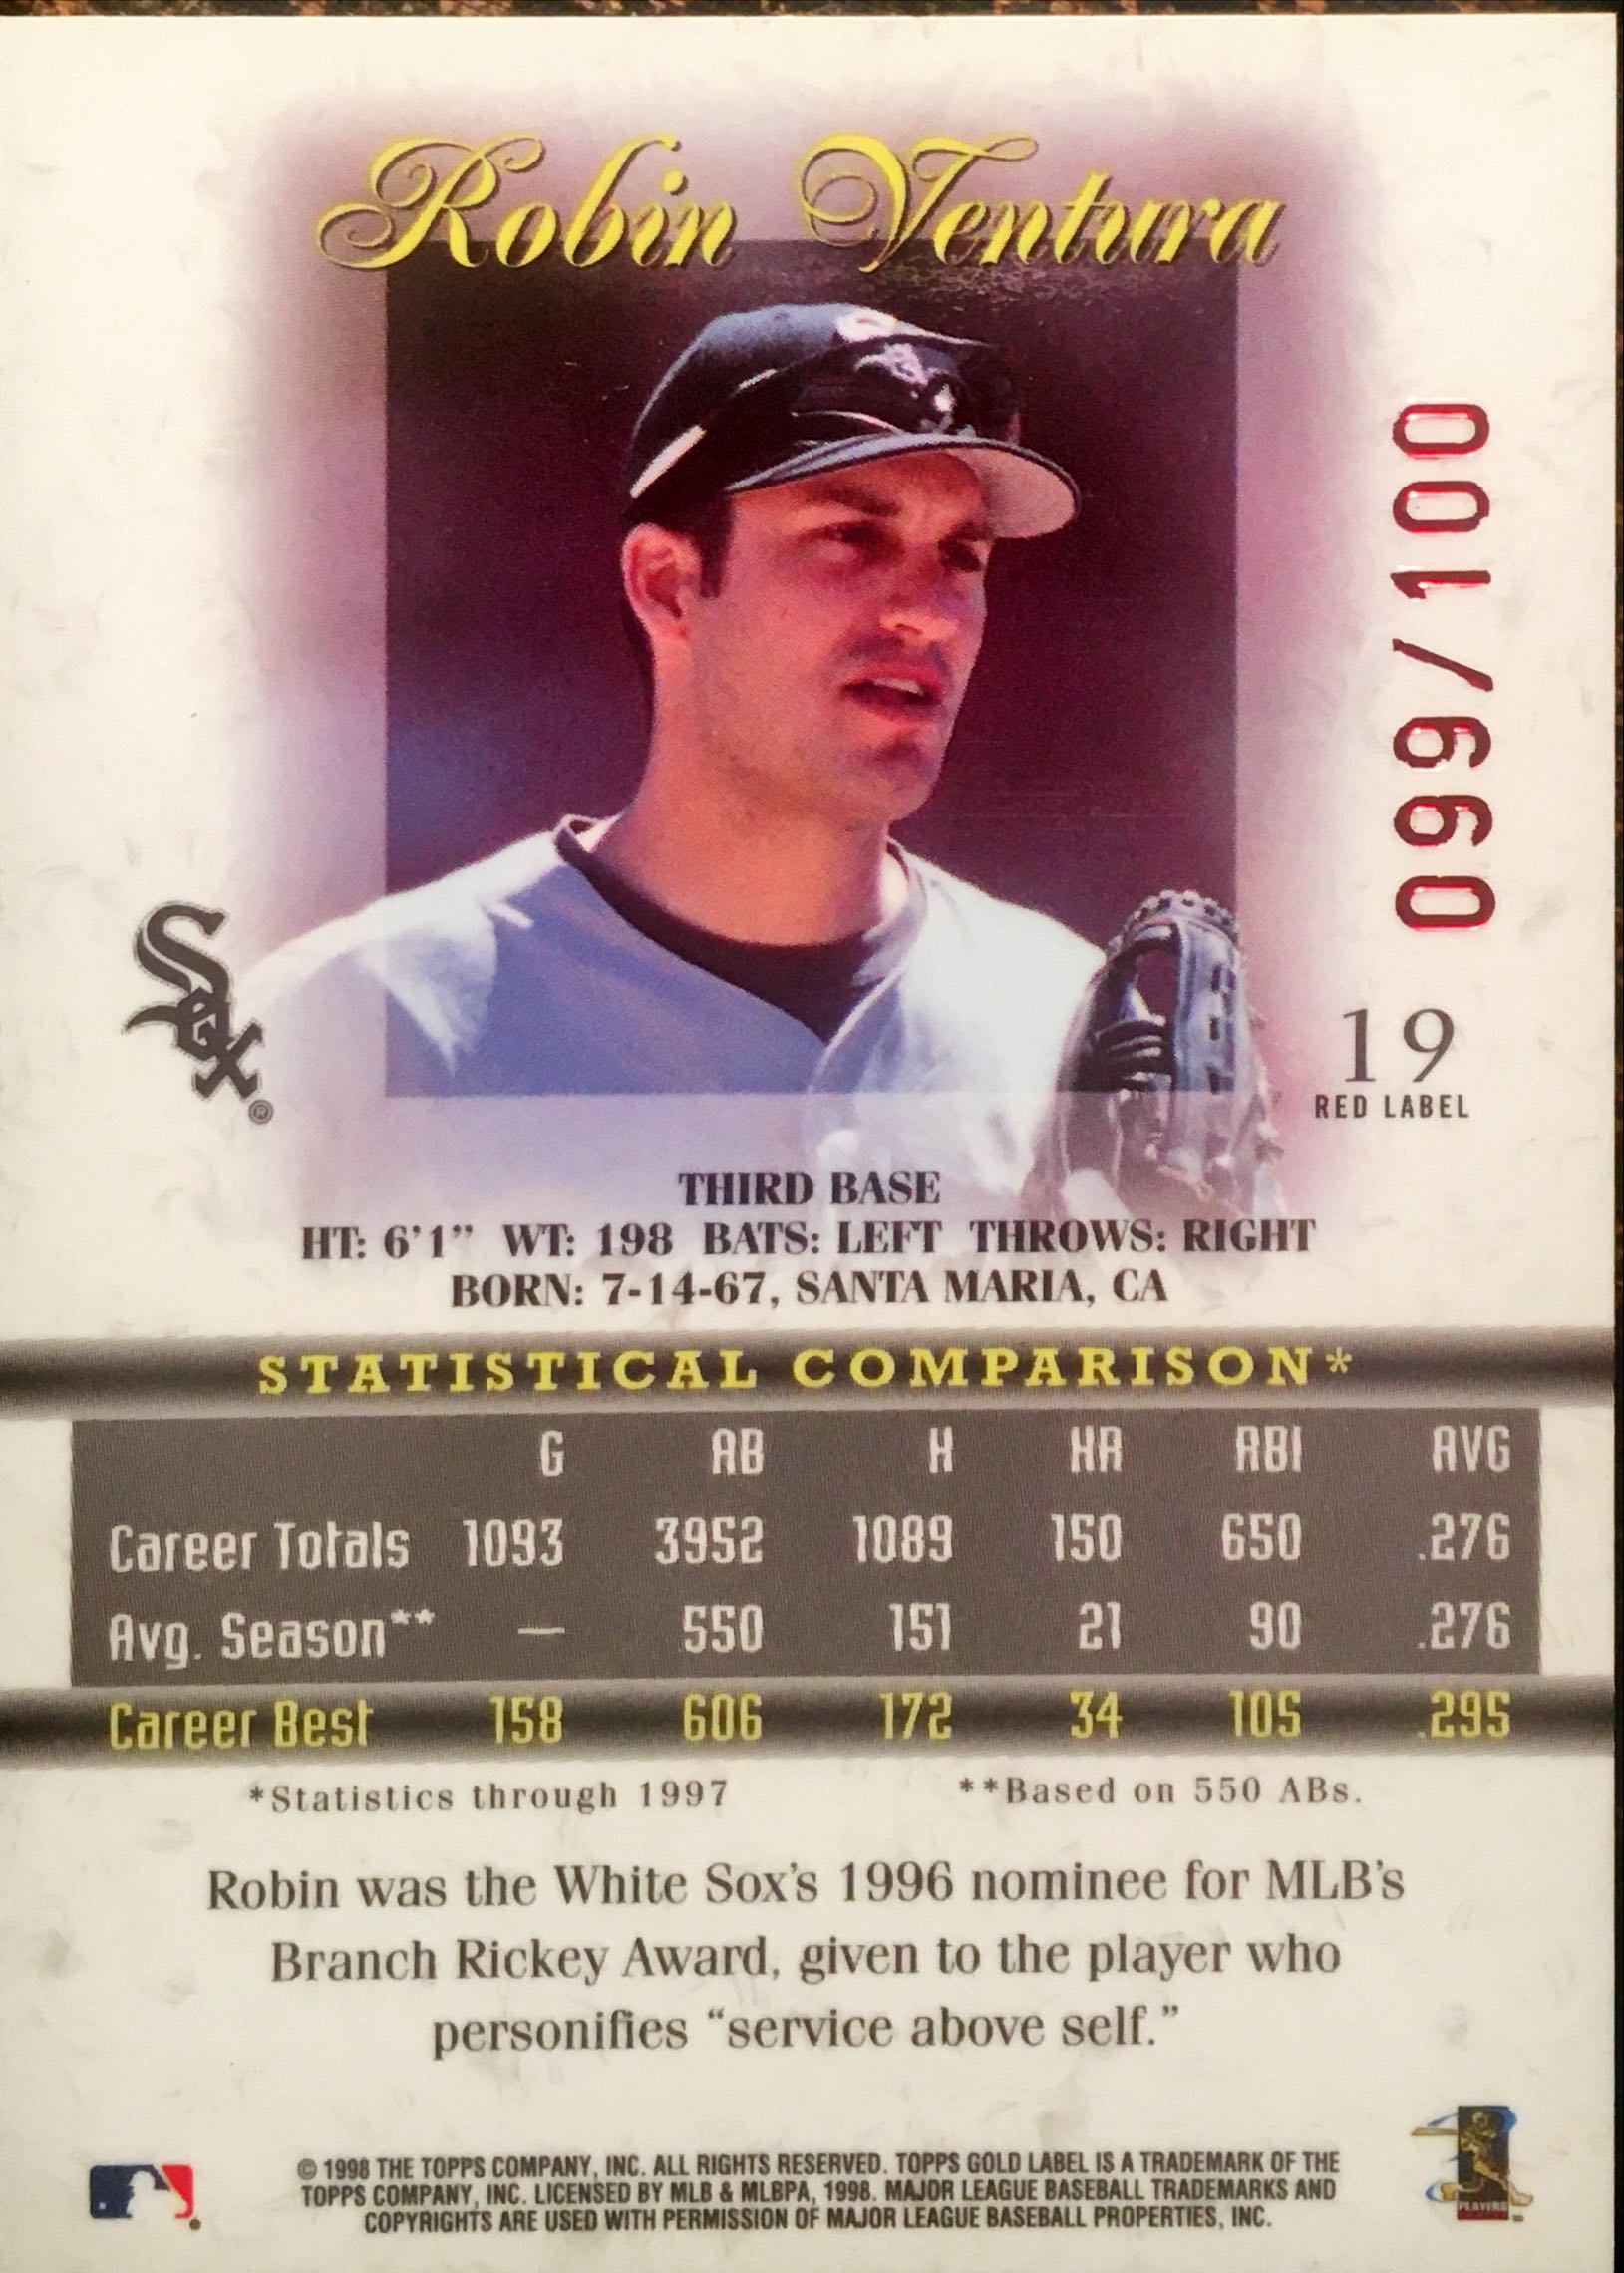 Robin Ventura
099/100
Sox
®
19
RED LABEL
THIRD BASE
HT: 6'1" WT: 198 BATS: LEFT THROWS: RIGHT
BORN: 7-14-67, SANTA MARIA, CA
STATISTICAL COMPARISON*
G AB H HR RBI AVG
Career Totals 1093 3952 1089 150 650 .276
Avg. Season** — 550 151 21 90 .276
Career Best 158 606 172 34 105 .295
*Statistics through 1997 **Based on 550 ABs.
Robin was the White Sox's 1996 nominee for MLB's
Branch Rickey Award, given to the player who
personifies "service above self."
© 1998 THE TOPPS COMPANY, INC. ALL RIGHTS RESERVED. TOPPS GOLD LABEL IS A TRADEMARK OF THE
TOPPS COMPANY, INC. LICENSED BY MLB & MLBPA, 1998. MAJOR LEAGUE BASEBALL TRADEMARKS AND
COPYRIGHTS ARE USED WITH PERMISSION OF MAJOR LEAGUE BASEBALL PROPERTIES, INC.
PLAYERS